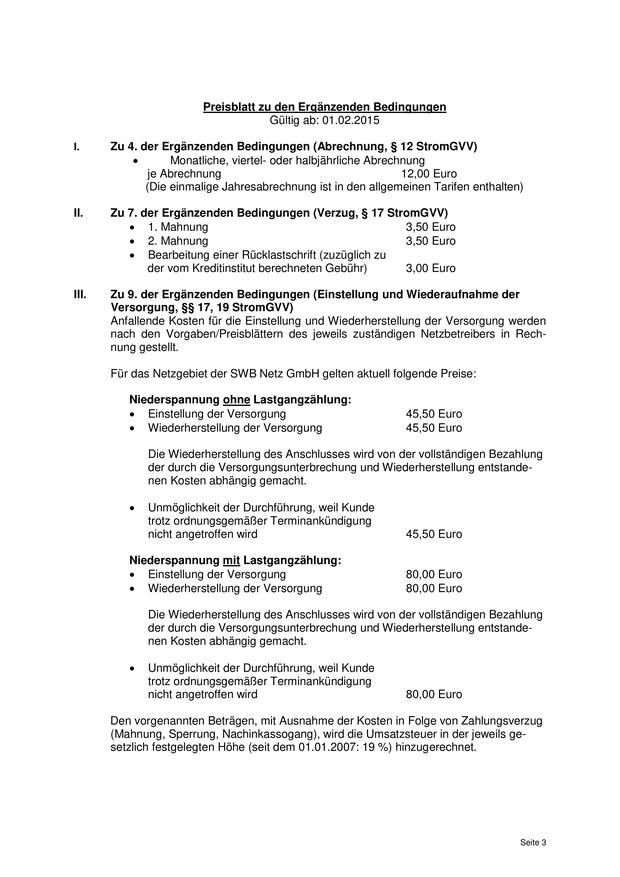 Preisblatt zu den Ergänzenden Bedingungen
Gültig ab: 01.02.2015
I. Zu 4. der Ergänzenden Bedingungen (Abrechnung, § 12 StromGVV)
• Monatliche, viertel- oder halbjährliche Abrechnung
je Abrechnung 12,00 Euro
(Die einmalige Jahresabrechnung ist in den allgemeinen Tarifen enthalten)
II. Zu 7. der Ergänzenden Bedingungen (Verzug, § 17 StromGVV)
• 1. Mahnung 3,50 Euro
• 2. Mahnung 3,50 Euro
• Bearbeitung einer Rücklastschrift (zuzüglich zu
der vom Kreditinstitut berechneten Gebühr) 3,00 Euro
III. Zu 9. der Ergänzenden Bedingungen (Einstellung und Wiederaufnahme der
Versorgung, §§ 17, 19 StromGVV)
Anfallende Kosten für die Einstellung und Wiederherstellung der Versorgung werden
nach den Vorgaben/Preisblättern des jeweils zuständigen Netzbetreibers in Rech-
nung gestellt.
Für das Netzgebiet der SWB Netz GmbH gelten aktuell folgende Preise:
Niederspannung ohne Lastgangzählung:
• Einstellung der Versorgung 45,50 Euro
• Wiederherstellung der Versorgung 45,50 Euro
Die Wiederherstellung des Anschlusses wird von der vollständigen Bezahlung
der durch die Versorgungsunterbrechung und Wiederherstellung entstande-
nen Kosten abhängig gemacht.
• Unmöglichkeit der Durchführung, weil Kunde
trotz ordnungsgemäßer Terminankündigung
nicht angetroffen wird 45,50 Euro
Niederspannung mit Lastgangzählung:
• Einstellung der Versorgung 80,00 Euro
• Wiederherstellung der Versorgung 80,00 Euro
Die Wiederherstellung des Anschlusses wird von der vollständigen Bezahlung
der durch die Versorgungsunterbrechung und Wiederherstellung entstande-
nen Kosten abhängig gemacht.
• Unmöglichkeit der Durchführung, weil Kunde
trotz ordnungsgemäßer Terminankündigung
nicht angetroffen wird 80,00 Euro
Den vorgenannten Beträgen, mit Ausnahme der Kosten in Folge von Zahlungsverzug
(Mahnung, Sperrung, Nachinkassogang), wird die Umsatzsteuer in der jeweils ge-
setzlich festgelegten Höhe (seit dem 01.01.2007: 19 %) hinzugerechnet.
Seite 3